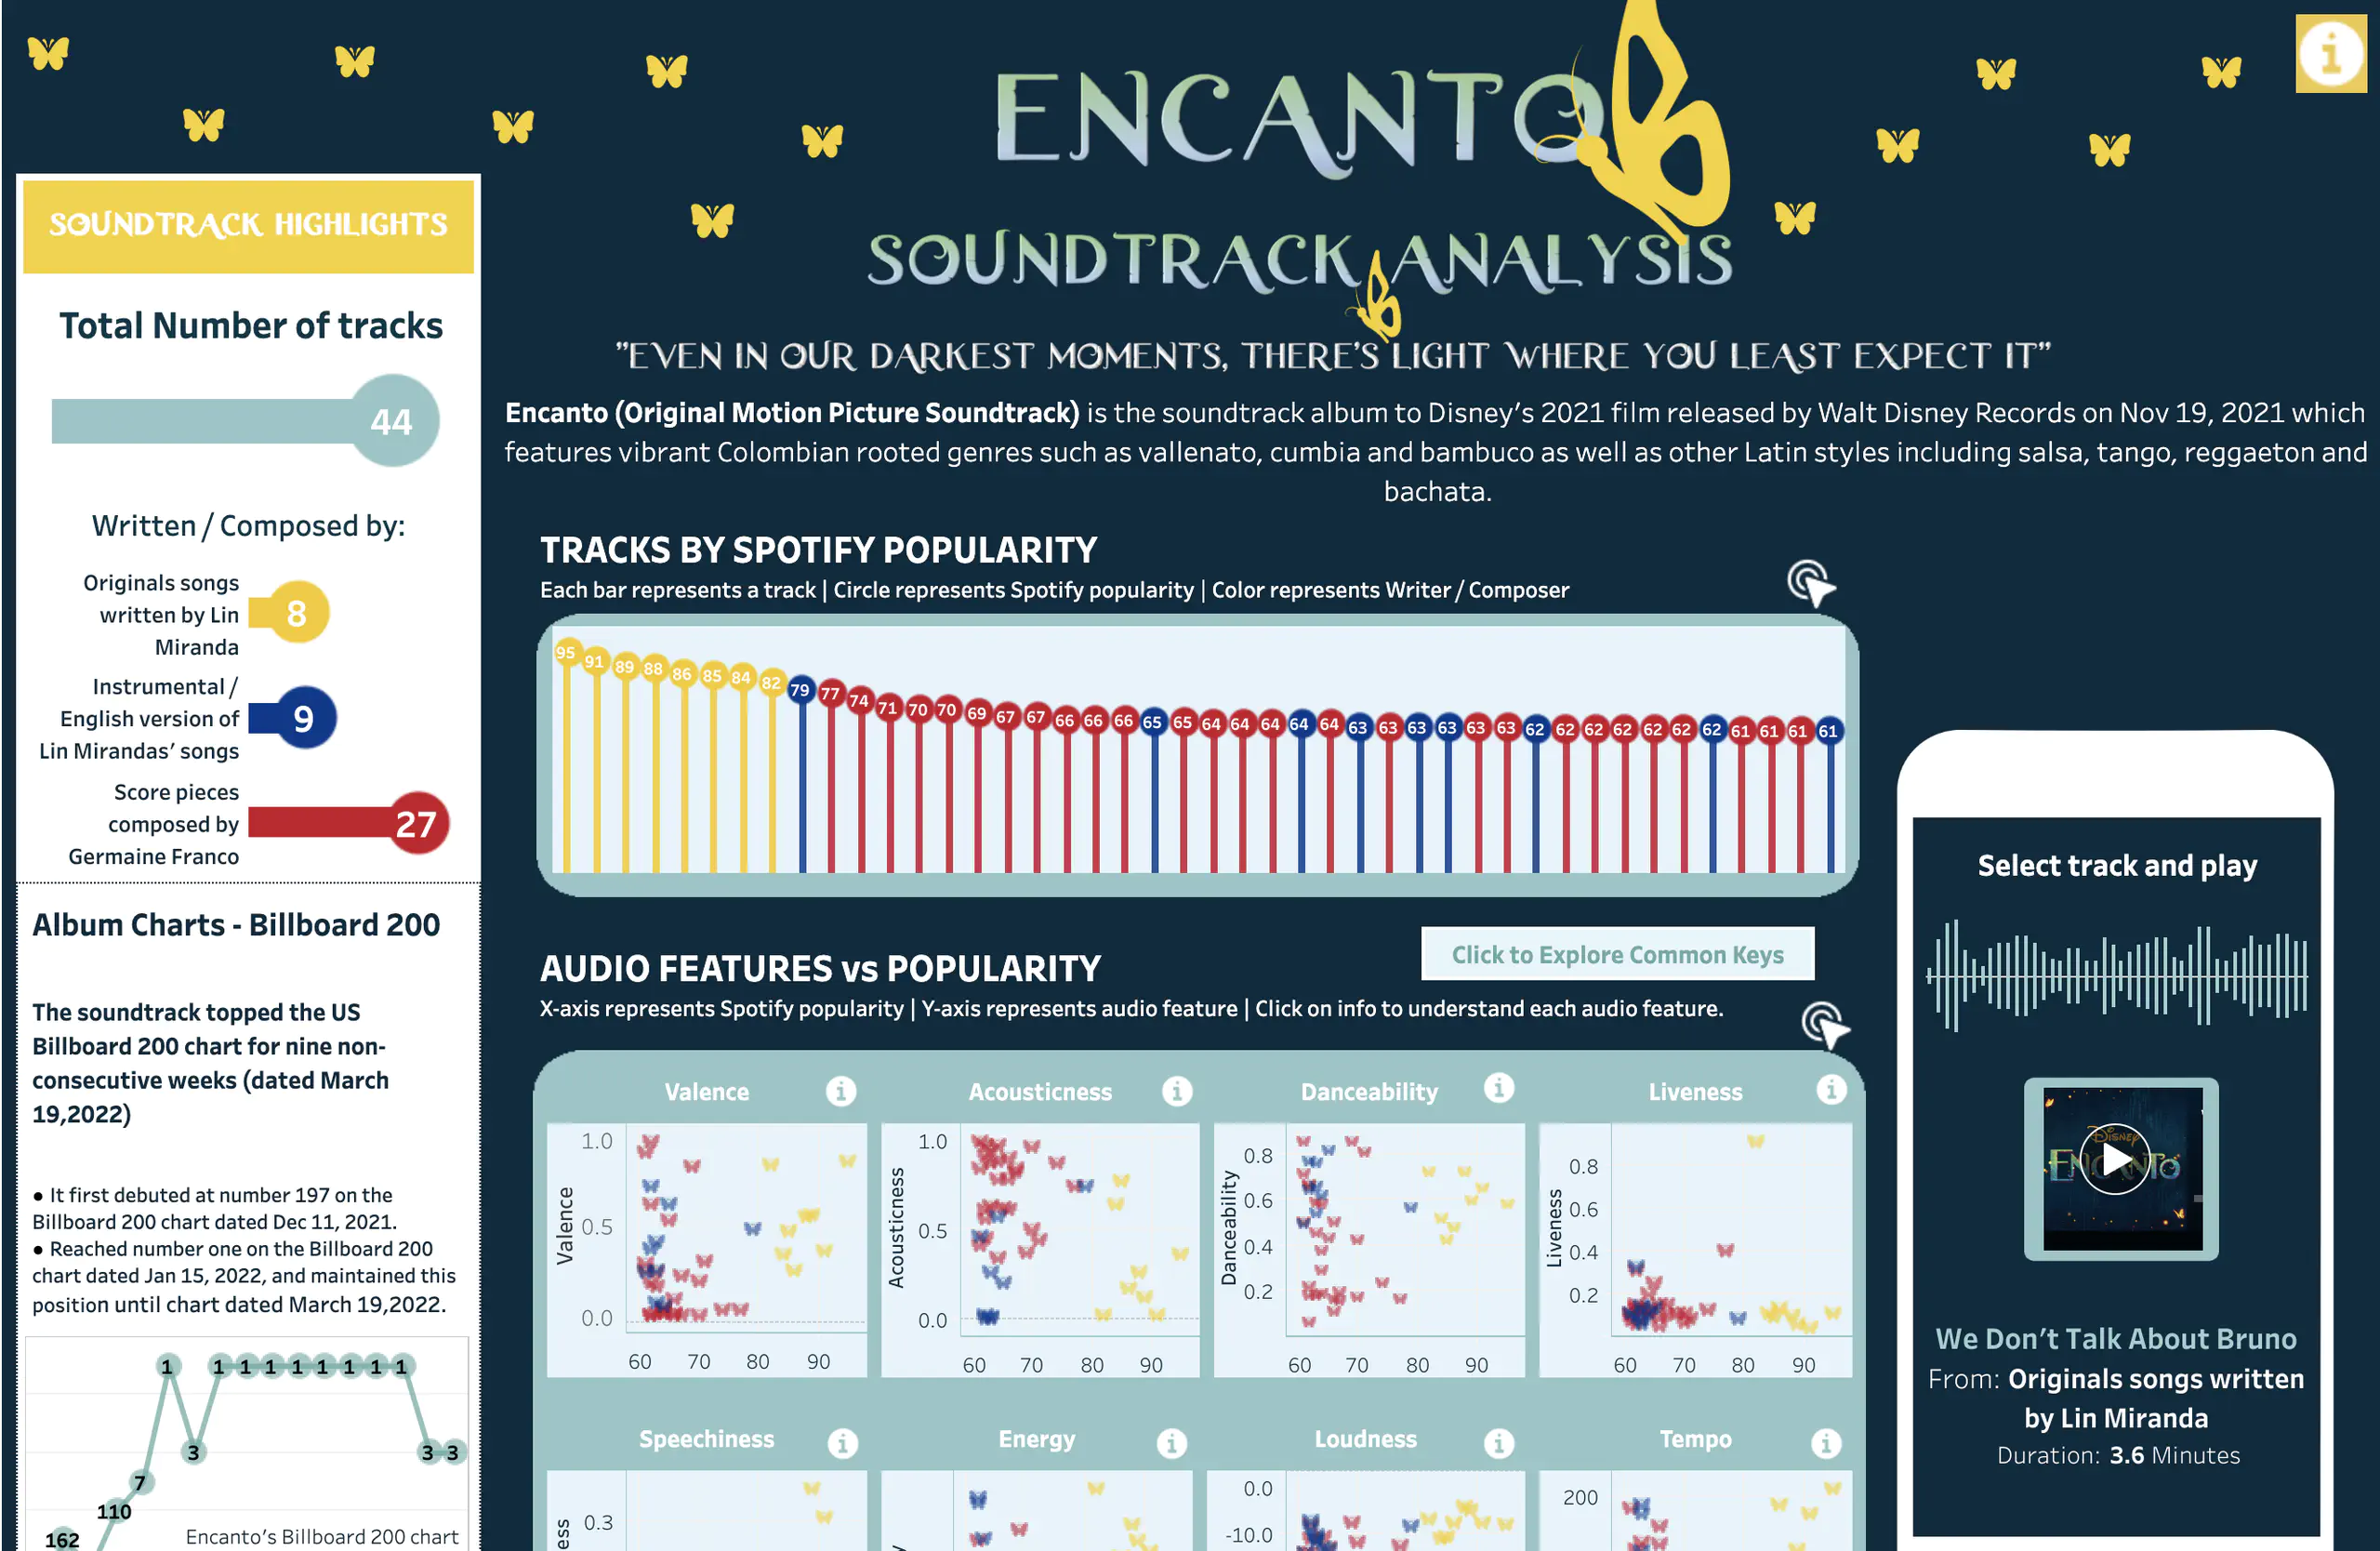 ENCANTO
SOUNDTRACK ANALYSIS
"EVEN IN OUR DARKEST MOMENTS, THERE'S LIGHT WHERE YOU LEAST EXPECT IT"
Encanto (Original Motion Picture Soundtrack) is the soundtrack album to Disney's 2021 film released by Walt Disney Records on Nov 19, 2021 which
features vibrant Colombian rooted genres such as vallenato, cumbia and bambuco as well as other Latin styles including salsa, tango, reggaeton and
bachata.
SOUNDTRACK HIGHLIGHTS
Total Number of tracks
44
Written / Composed by:
Originals songs
written by Lin
Miranda
8
Instrumental /
English version of
Lin Mirandas' songs
9
Score pieces
composed by
Germaine Franco
27
Album Charts - Billboard 200
The soundtrack topped the US
Billboard 200 chart for nine non-
consecutive weeks (dated March
19,2022)
● It first debuted at number 197 on the
Billboard 200 chart dated Dec 11, 2021.
● Reached number one on the Billboard 200
chart dated Jan 15, 2022, and maintained this
position until chart dated March 19,2022.
162 110 7 1 3 1 1 1 1 1 1 1 1 3 3
Encanto's Billboard 200 chart
TRACKS BY SPOTIFY POPULARITY
Each bar represents a track | Circle represents Spotify popularity | Color represents Writer / Composer
95 91 89 88 86 85 84 82 79 77 74 71 70 70 69 67 67 66 66 66 65 65 64 64 64 64 64 63 63 63 63 63 63 62 62 62 62 62 62 62 61 61 61 61
AUDIO FEATURES vs POPULARITY
Click to Explore Common Keys
X-axis represents Spotify popularity | Y-axis represents audio feature | Click on info to understand each audio feature.
Valence i
Valence
1.0
0.5
0.0
60 70 80 90
Acousticness i
Acousticness
1.0
0.5
0.0
60 70 80 90
Danceability i
Danceability
0.8
0.6
0.4
0.2
60 70 80 90
Liveness i
Liveness
0.8
0.6
0.4
0.2
60 70 80 90
Speechiness i
0.3
Energy i
Loudness i
0.0
-10.0
Tempo i
200
Select track and play
Disney
ENCANTO
We Don't Talk About Bruno
From: Originals songs written
by Lin Miranda
Duration: 3.6 Minutes